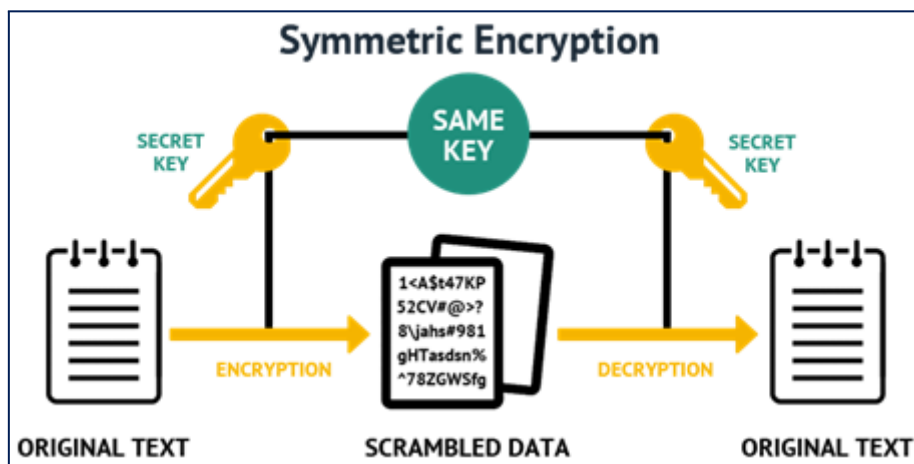 Symmetric Encryption
SECRET
KEY
SAME
KEY
SECRET
KEY
1<A$t47KP
52CV#@>?
8\jahs#981
gHTasdsn%
^78ZGWSfg
ENCRYPTION
DECRYPTION
ORIGINAL TEXT
SCRAMBLED DATA
ORIGINAL TEXT